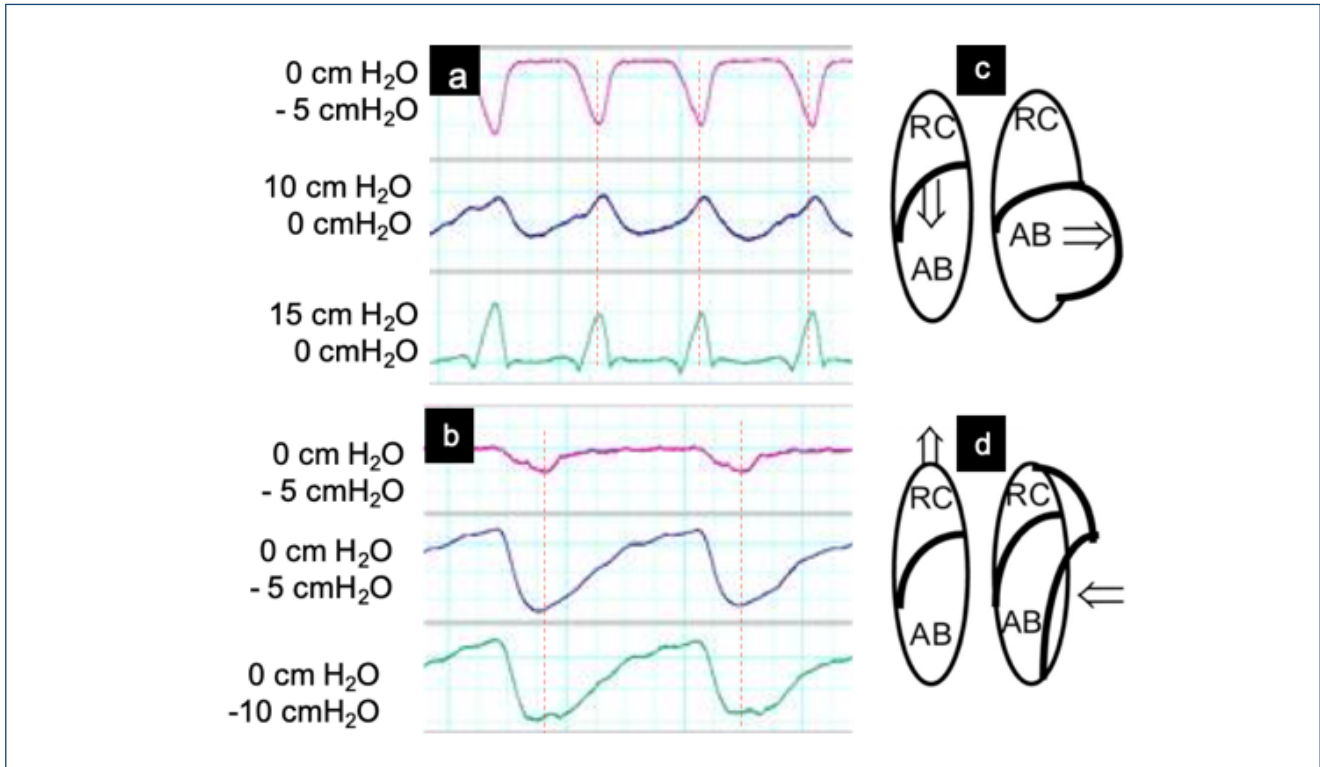 a
0 cm H₂O
- 5 cmH₂O
10 cm H₂O
0 cmH₂O
15 cm H₂O
0 cmH₂O
c
RC
RC
AB
AB
b
0 cm H₂O
- 5 cmH₂O
0 cm H₂O
- 5 cmH₂O
0 cm H₂O
-10 cmH₂O
d
RC
RC
AB
AB